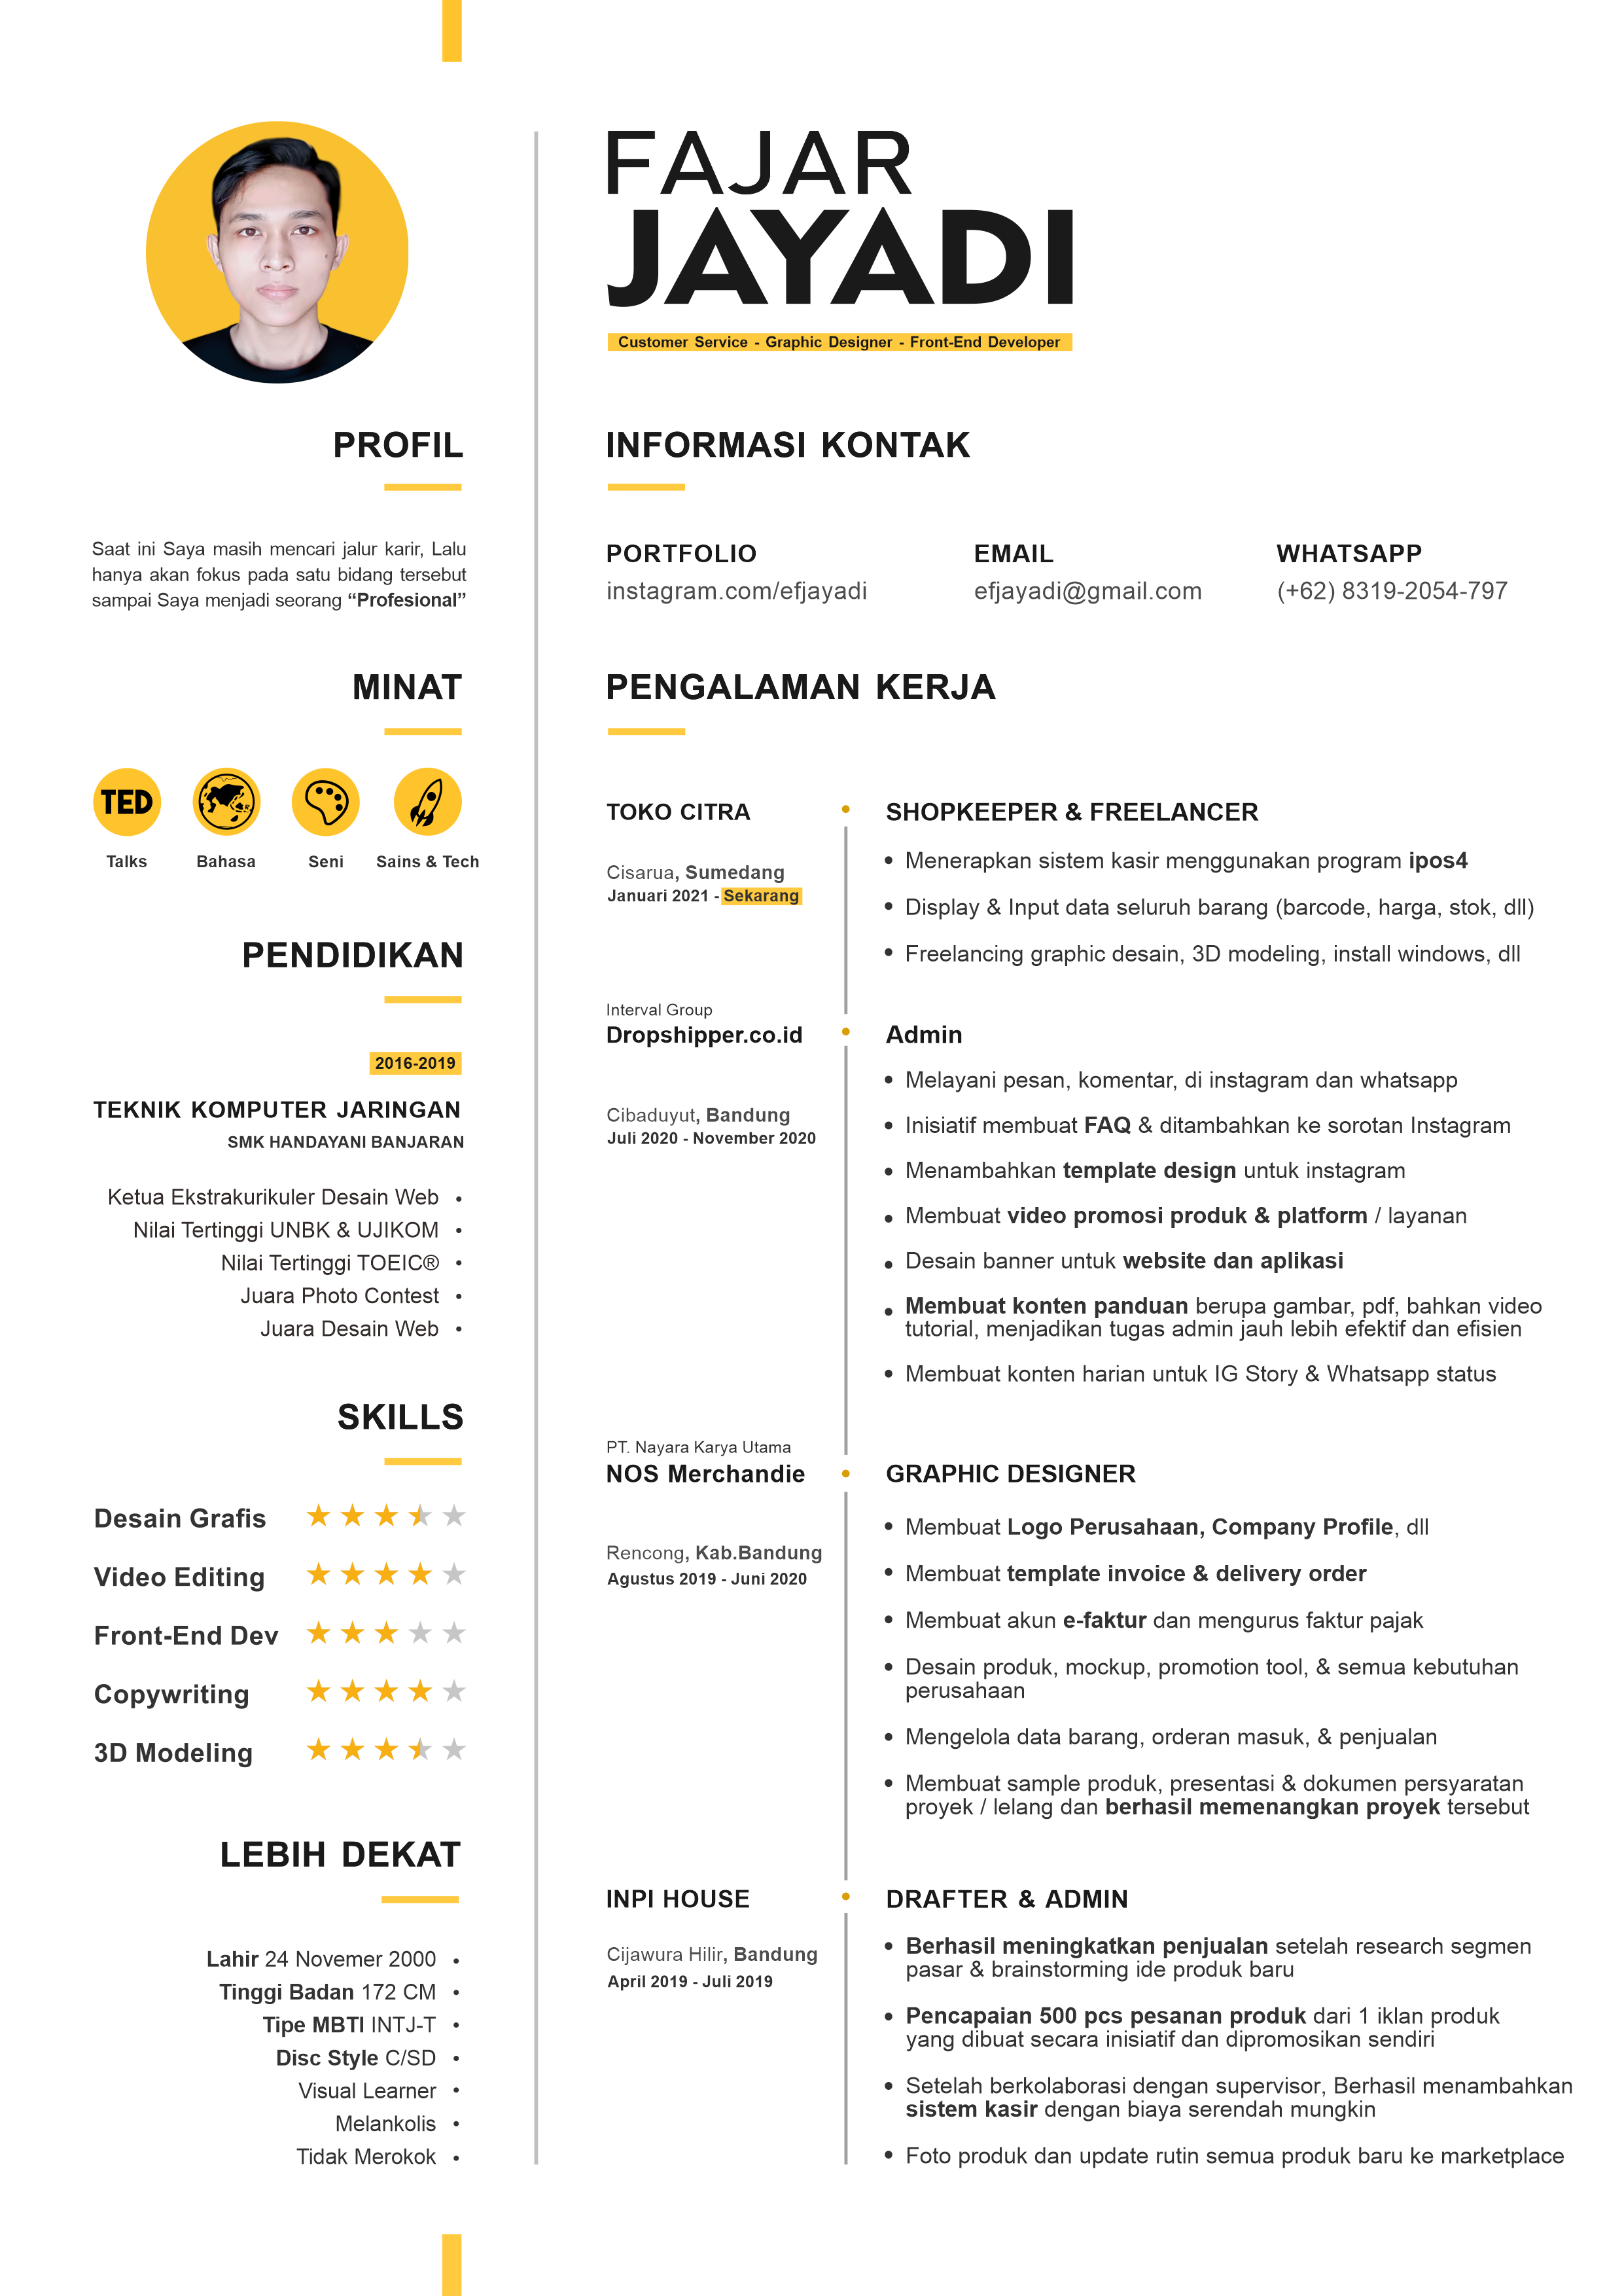 FAJAR
JAYADI
Customer Service - Graphic Designer - Front-End Developer
PROFIL
Saat ini Saya masih mencari jalur karir, Lalu
hanya akan fokus pada satu bidang tersebut
sampai Saya menjadi seorang “Profesional”
MINAT
TED
Talks
Bahasa
Seni
Sains & Tech
PENDIDIKAN
2016-2019
TEKNIK KOMPUTER JARINGAN
SMK HANDAYANI BANJARAN
Ketua Ekstrakurikuler Desain Web •
Nilai Tertinggi UNBK & UJIKOM •
Nilai Tertinggi TOEIC® •
Juara Photo Contest •
Juara Desain Web •
SKILLS
Desain Grafis
Video Editing
Front-End Dev
Copywriting
3D Modeling
LEBIH DEKAT
Lahir 24 Novemer 2000 •
Tinggi Badan 172 CM •
Tipe MBTI INTJ-T •
Disc Style C/SD •
Visual Learner •
Melankolis •
Tidak Merokok •
INFORMASI KONTAK
PORTFOLIO
instagram.com/efjayadi
EMAIL
efjayadi@gmail.com
WHATSAPP
(+62) 8319-2054-797
PENGALAMAN KERJA
TOKO CITRA
Cisarua, Sumedang
Januari 2021 - Sekarang
SHOPKEEPER & FREELANCER
• Menerapkan sistem kasir menggunakan program ipos4
• Display & Input data seluruh barang (barcode, harga, stok, dll)
• Freelancing graphic desain, 3D modeling, install windows, dll
Interval Group
Dropshipper.co.id
Cibaduyut, Bandung
Juli 2020 - November 2020
Admin
• Melayani pesan, komentar, di instagram dan whatsapp
• Inisiatif membuat FAQ & ditambahkan ke sorotan Instagram
• Menambahkan template design untuk instagram
• Membuat video promosi produk & platform / layanan
• Desain banner untuk website dan aplikasi
• Membuat konten panduan berupa gambar, pdf, bahkan video
tutorial, menjadikan tugas admin jauh lebih efektif dan efisien
• Membuat konten harian untuk IG Story & Whatsapp status
PT. Nayara Karya Utama
NOS Merchandie
Rencong, Kab.Bandung
Agustus 2019 - Juni 2020
GRAPHIC DESIGNER
• Membuat Logo Perusahaan, Company Profile, dll
• Membuat template invoice & delivery order
• Membuat akun e-faktur dan mengurus faktur pajak
• Desain produk, mockup, promotion tool, & semua kebutuhan
perusahaan
• Mengelola data barang, orderan masuk, & penjualan
• Membuat sample produk, presentasi & dokumen persyaratan
proyek / lelang dan berhasil memenangkan proyek tersebut
INPI HOUSE
Cijawura Hilir, Bandung
April 2019 - Juli 2019
DRAFTER & ADMIN
• Berhasil meningkatkan penjualan setelah research segmen
pasar & brainstorming ide produk baru
• Pencapaian 500 pcs pesanan produk dari 1 iklan produk
yang dibuat secara inisiatif dan dipromosikan sendiri
• Setelah berkolaborasi dengan supervisor, Berhasil menambahkan
sistem kasir dengan biaya serendah mungkin
• Foto produk dan update rutin semua produk baru ke marketplace